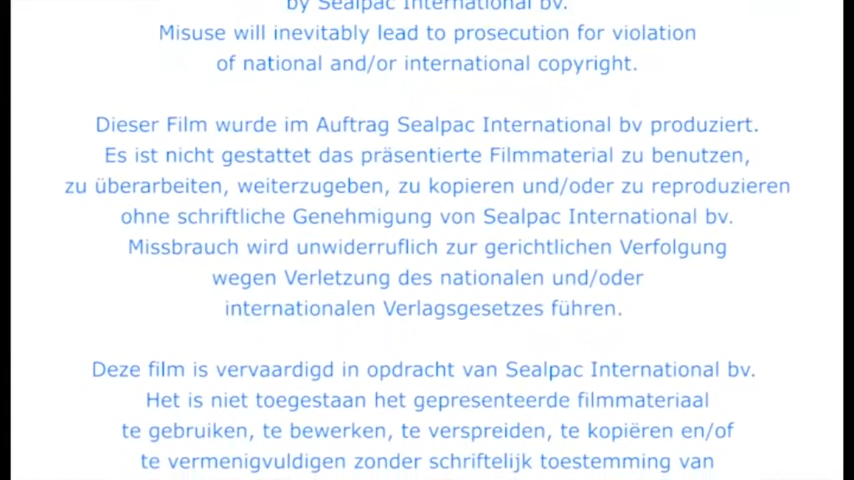 by Sealpac International bv.
Misuse will inevitably lead to prosecution for violation
of national and/or international copyright.
Dieser Film wurde im Auftrag Sealpac International bv produziert.
Es ist nicht gestattet das präsentierte Filmmaterial zu benutzen,
zu überarbeiten, weiterzugeben, zu kopieren und/oder zu reproduzieren
ohne schriftliche Genehmigung von Sealpac International bv.
Missbrauch wird unwiderruflich zur gerichtlichen Verfolgung
wegen Verletzung des nationalen und/oder
internationalen Verlagsgesetzes führen.
Deze film is vervaardigd in opdracht van Sealpac International bv.
Het is niet toegestaan het gepresenteerde filmmateriaal
te gebruiken, te bewerken, te verspreiden, te kopiëren en/of
te vermenigvuldigen zonder schriftelijk toestemming van